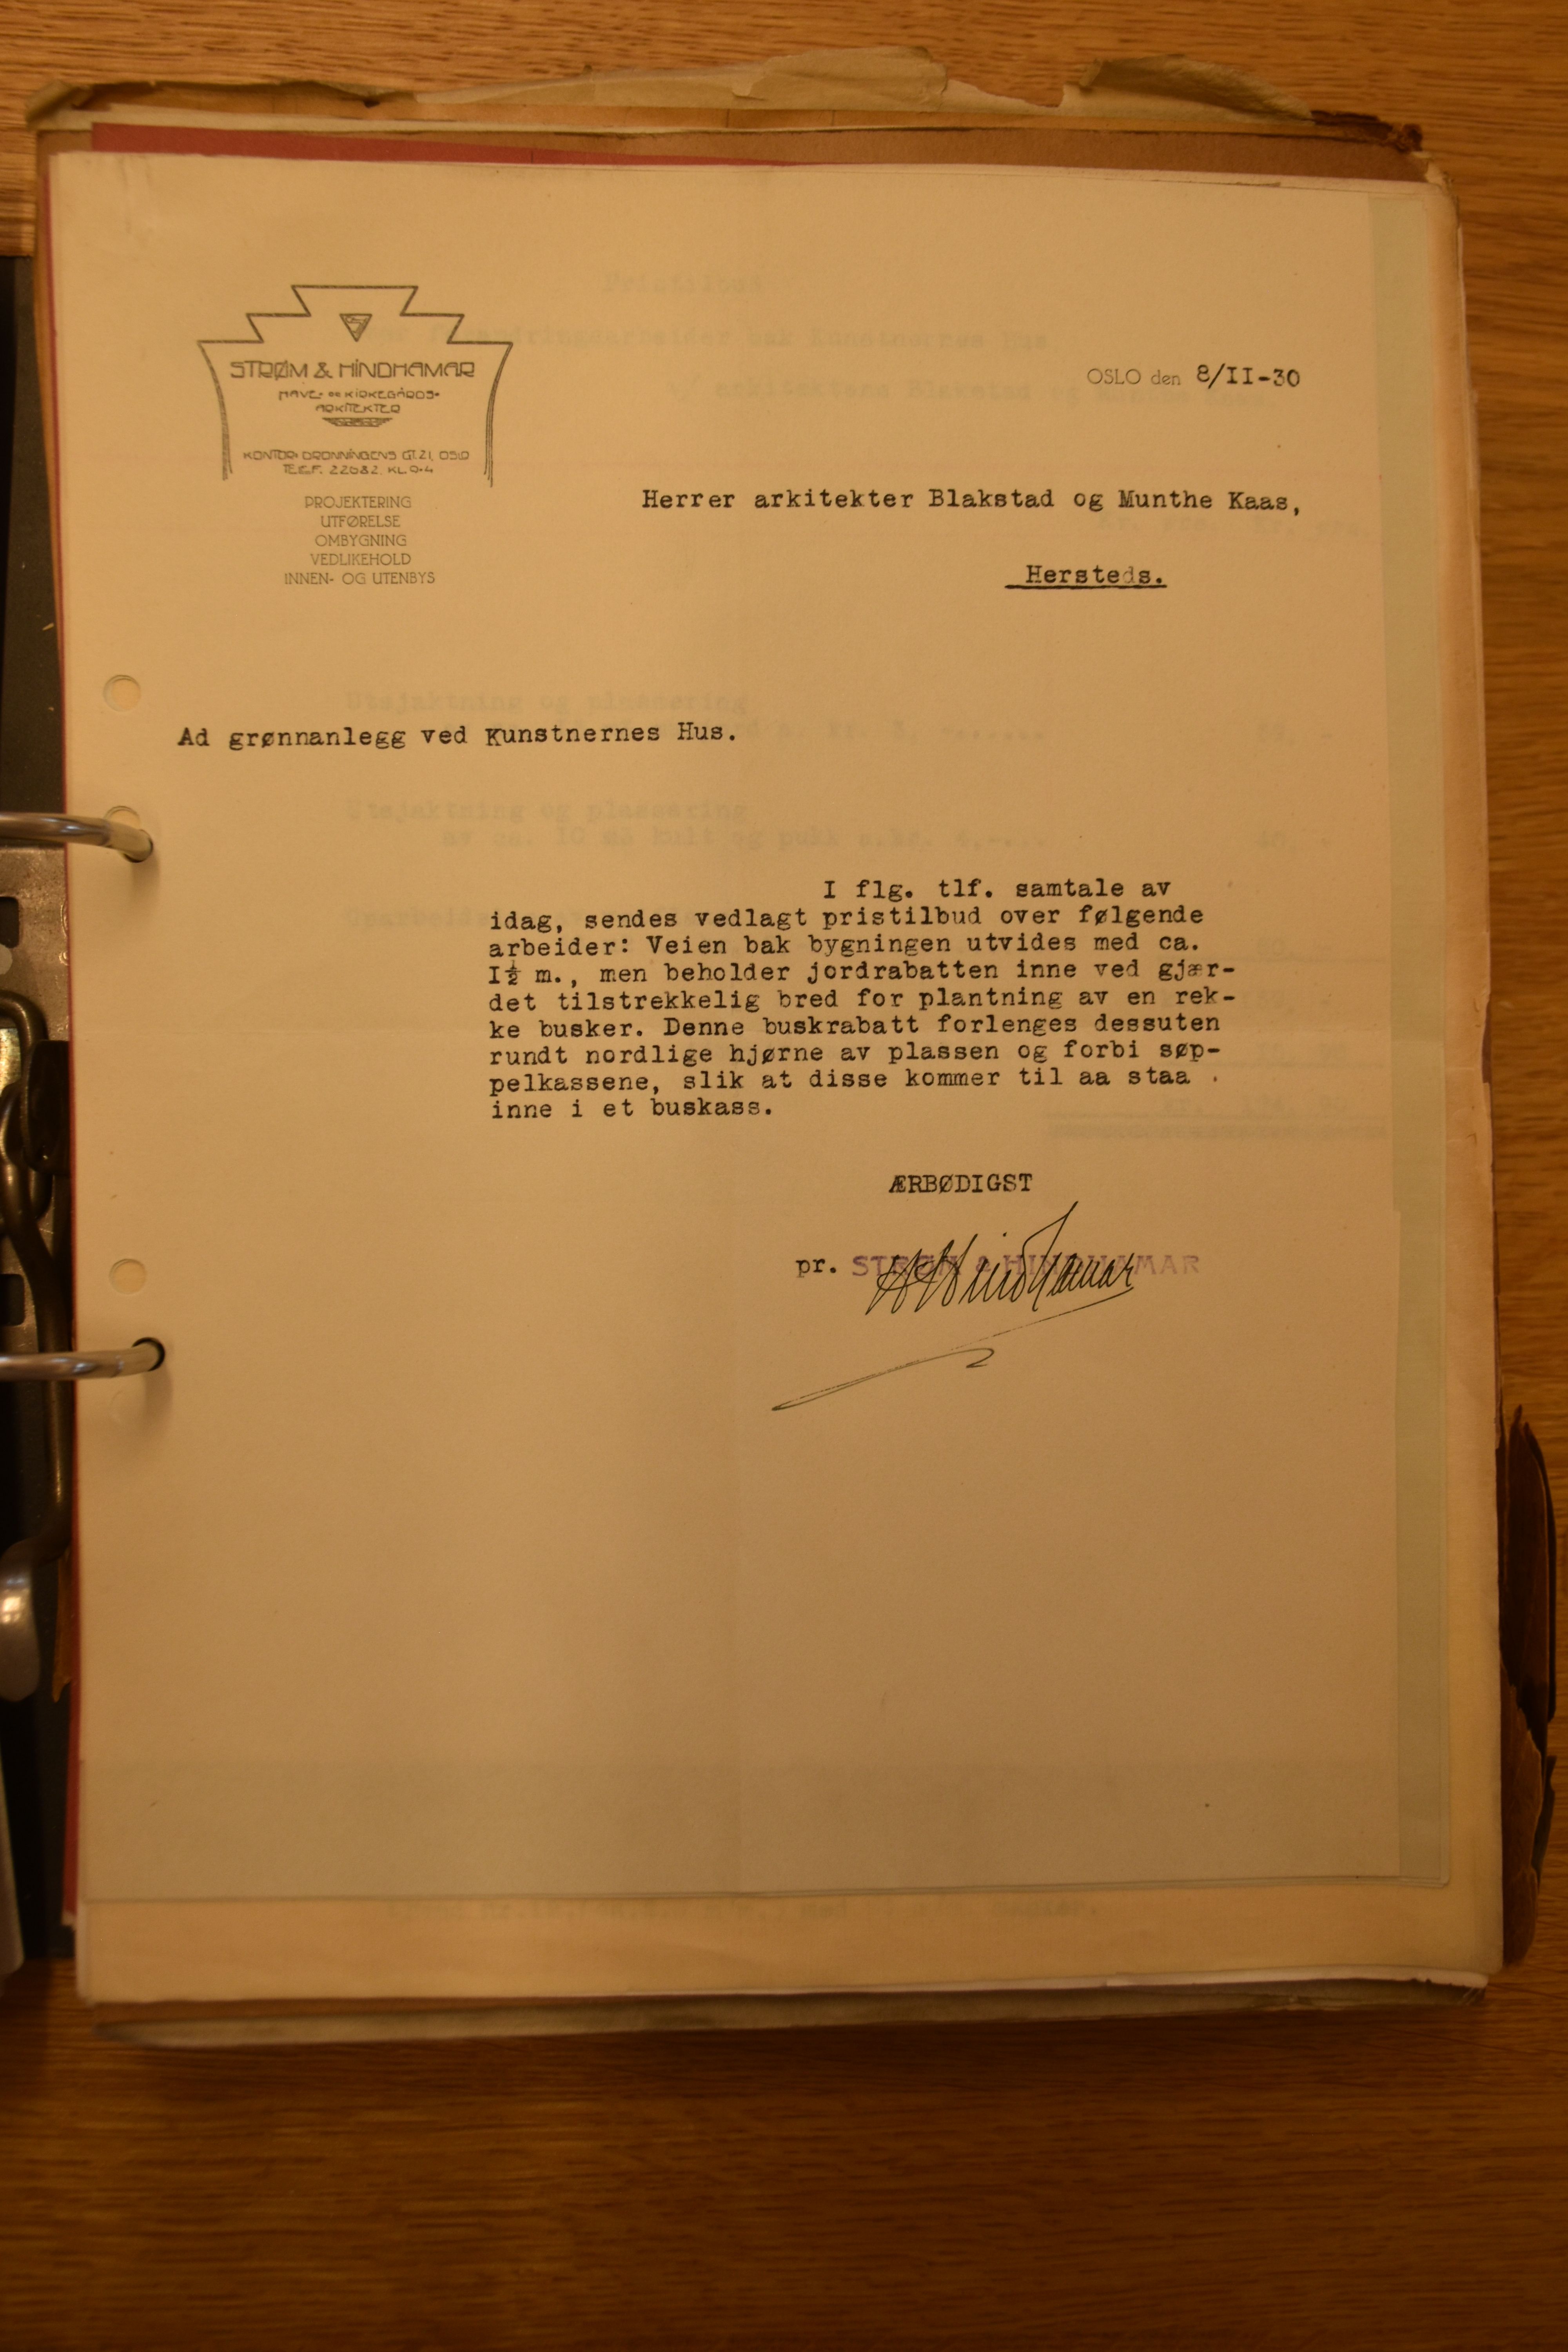 STRØM & HINDHAMAR
HAVE- OG KIRKEGÅRDS-
ARKITEKTER
KONTOR: DRONNINGENS GT. 21, OSLO
TELEF. 22682. KL. 9-4
PROJEKTERING
UTFØRELSE
OMBYGNING
VEDLIKEHOLD
INNEN- OG UTENBYS
OSLO den 8/II-30
Herrer arkitekter Blakstad og Munthe Kaas,
Hersteds.
Ad grønnanlegg ved Kunstnernes Hus.
I flg. tlf. samtale av
idag, sendes vedlagt pristilbud over følgende
arbeider: Veien bak bygningen utvides med ca.
I½ m., men beholder jordrabatten inne ved gjær-
det tilstrekkelig bred for plantning av en rek-
ke busker. Denne buskrabatt forlenges dessuten
rundt nordlige hjørne av plassen og forbi søp-
pelkassene, slik at disse kommer til aa staa
inne i et buskass.
ÆRBØDIGST
pr. STRØM & HINDHAMAR